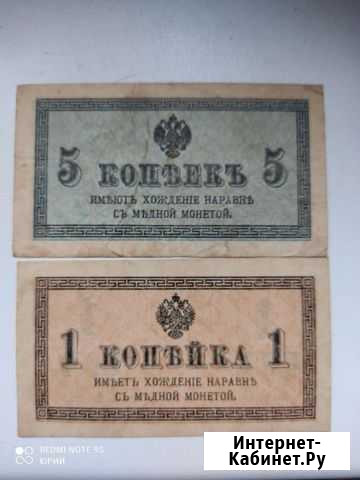 5 КОПѢЕКЪ 5
ИМѢЮТЪ ХОЖДЕНІЕ НАРАВНѢ
СЪ МѢДНОЙ МОНЕТОЙ.
1 КОПѢЙКА 1
ИМѢЕТЪ ХОЖДЕНІЕ НАРАВНѢ
СЪ МѢДНОЙ МОНЕТОЙ.
REDMI NOTE 9S
ЮРИЙ
Интернет-
Кабинет.Ру